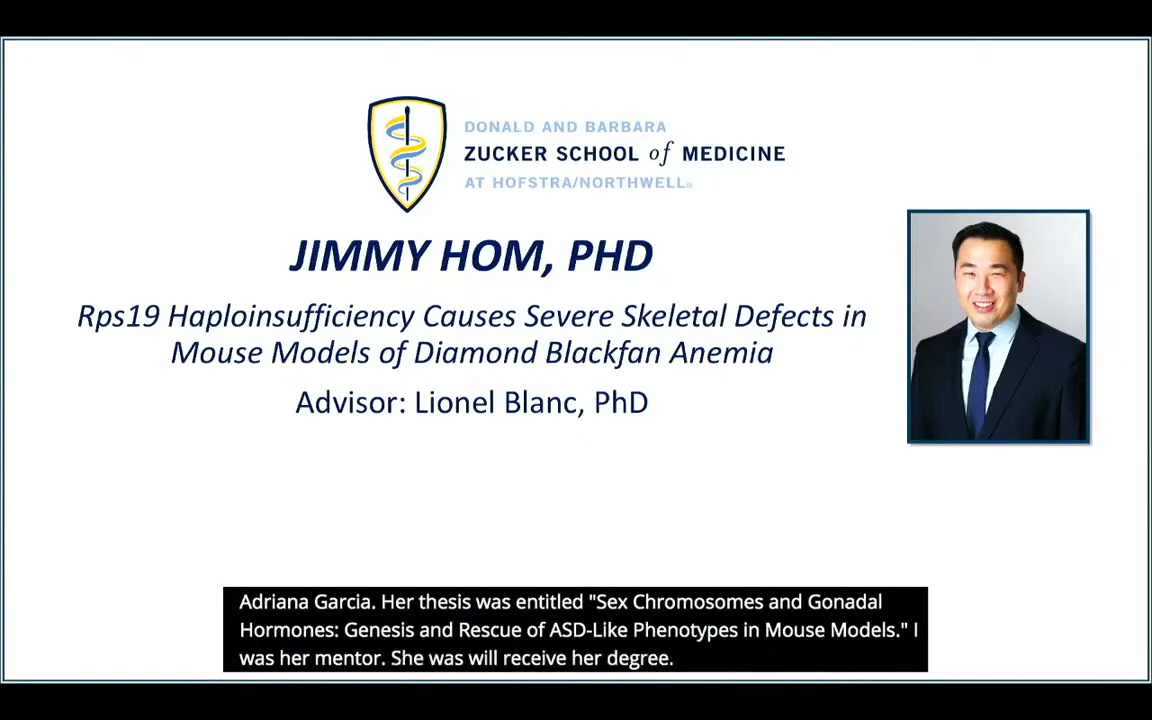 DONALD AND BARBARA
ZUCKER SCHOOL of MEDICINE
AT HOFSTRA/NORTHWELL®
JIMMY HOM, PHD
Rps19 Haploinsufficiency Causes Severe Skeletal Defects in
Mouse Models of Diamond Blackfan Anemia
Advisor: Lionel Blanc, PhD
Adriana Garcia. Her thesis was entitled "Sex Chromosomes and Gonadal
Hormones: Genesis and Rescue of ASD-Like Phenotypes in Mouse Models." I
was her mentor. She was will receive her degree.